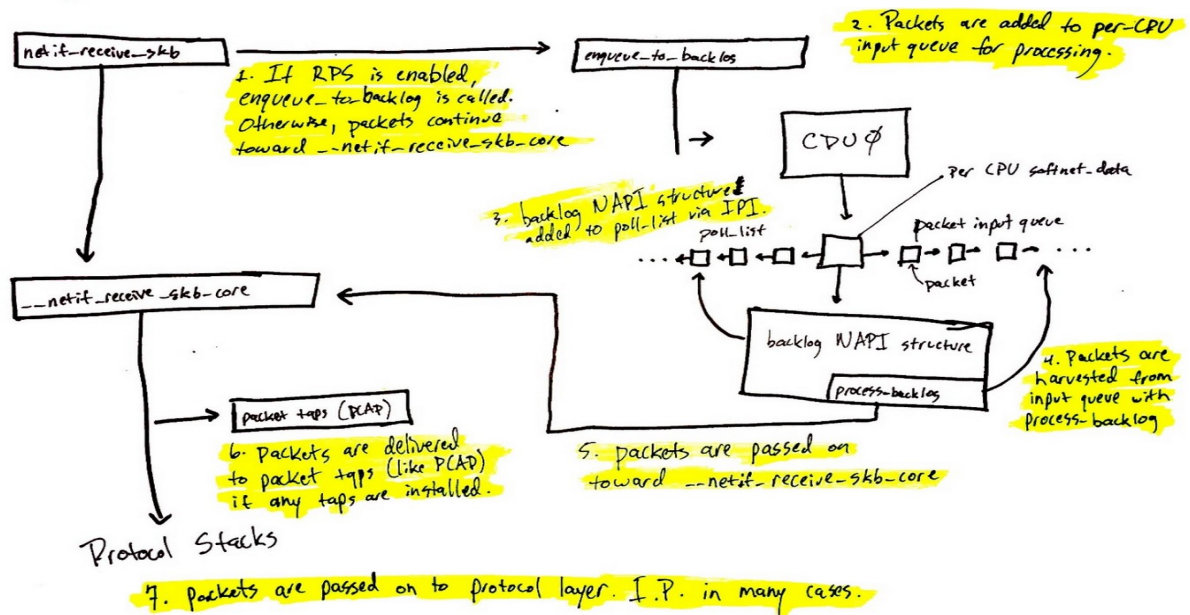 netif_receive_skb
1. If RPS is enabled,
enqueue_to_backlog is called.
Otherwise, packets continue
toward __netif_receive_skb_core
enqueue_to_backlog
2. Packets are added to per-CPU
input queue for processing.
CPU 0
Per CPU softnet_data
3. backlog NAPI structure
added to poll_list via IPI.
poll_list
packet input queue
...
...
packet
__netif_receive_skb_core
backlog NAPI structure
process_backlog
4. Packets are
harvested from
input queue with
process_backlog
packet taps (PCAP)
6. packets are delivered
to packet taps (like PCAP)
if any taps are installed.
5. packets are passed on
toward __netif_receive_skb_core
Protocol Stacks
7. packets are passed on to protocol layer. I.P. in many cases.